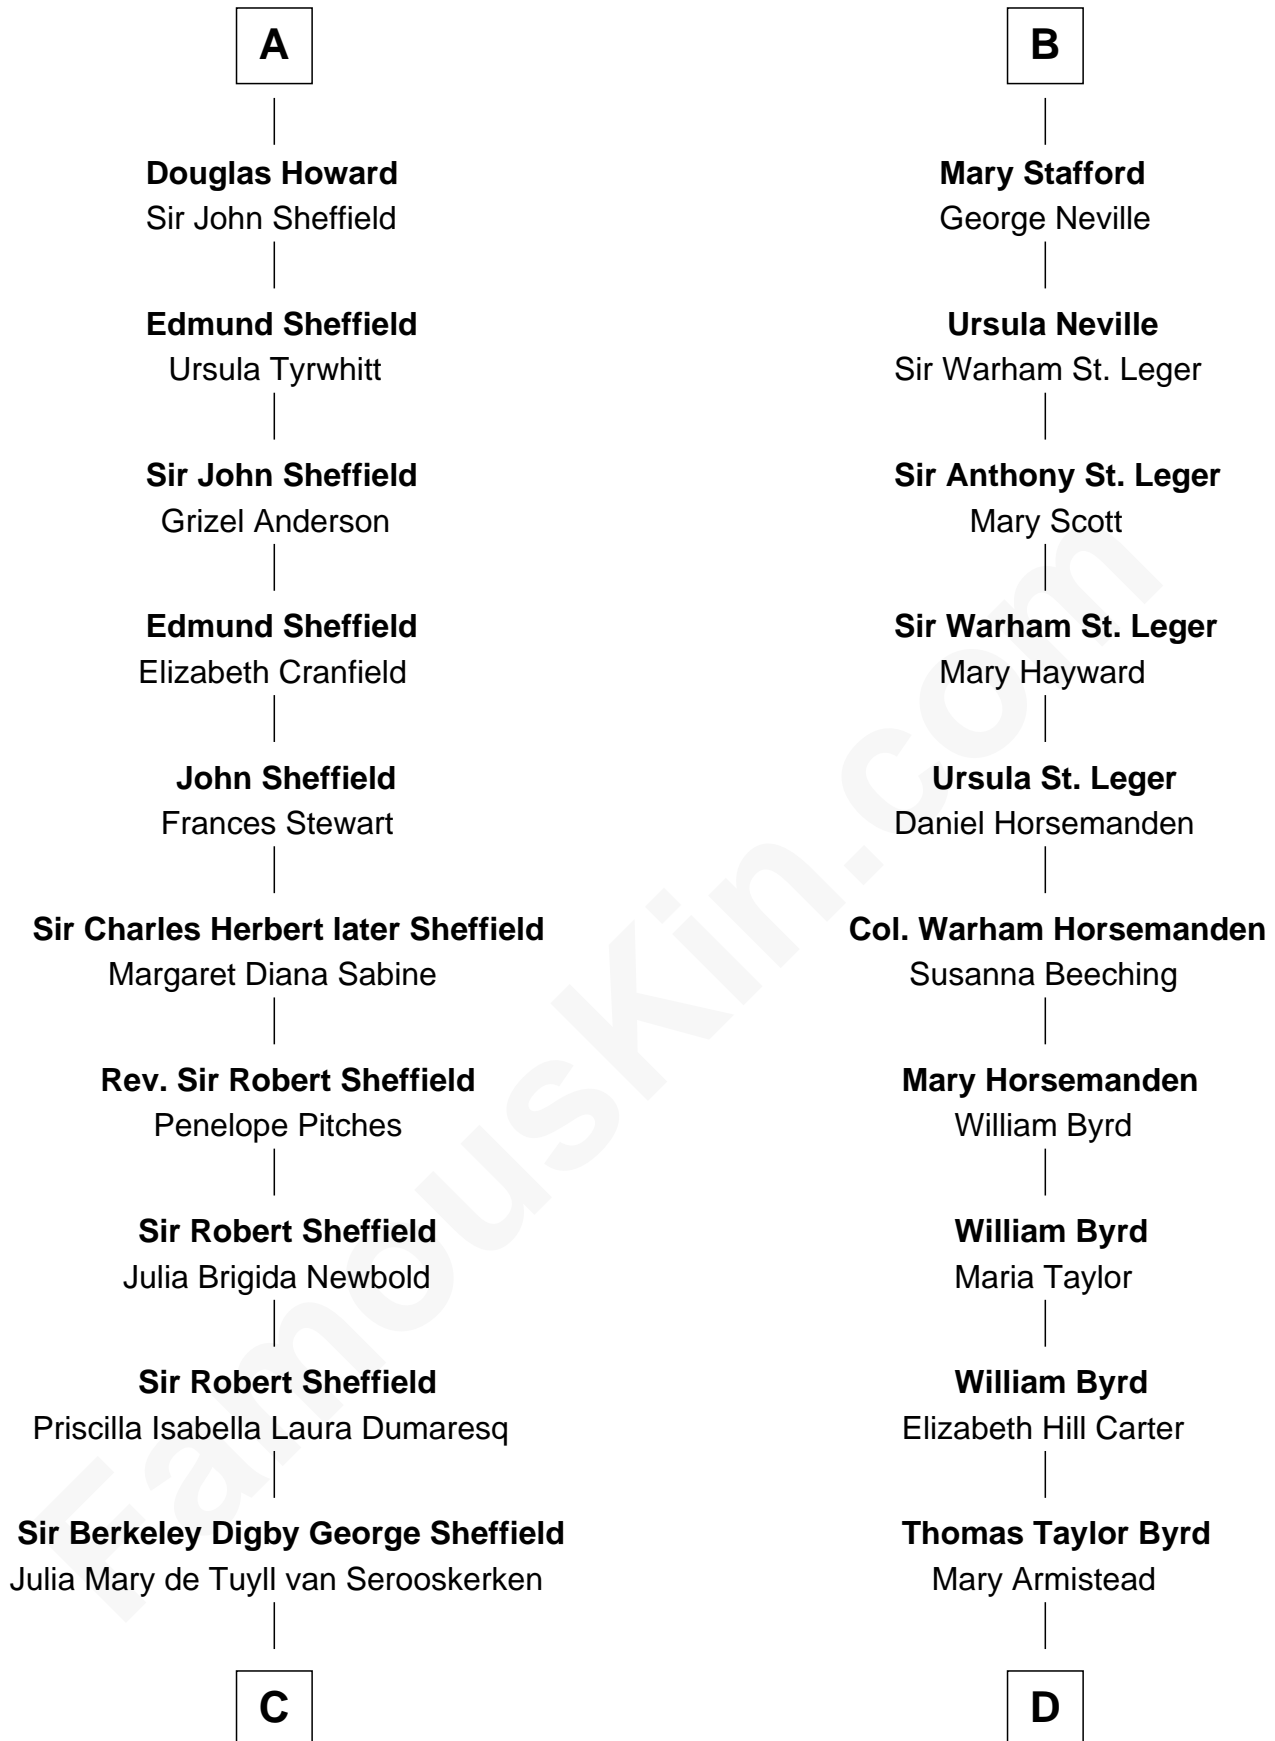 A
Douglas Howard
Sir John Sheffield
Edmund Sheffield
Ursula Tyrwhitt
Sir John Sheffield
Grizel Anderson
Edmund Sheffield
Elizabeth Cranfield
John Sheffield
Frances Stewart
Sir Charles Herbert later Sheffield
Margaret Diana Sabine
Rev. Sir Robert Sheffield
Penelope Pitches
Sir Robert Sheffield
Julia Brigida Newbold
Sir Robert Sheffield
Priscilla Isabella Laura Dumaresq
Sir Berkeley Digby George Sheffield
Julia Mary de Tuyll van Serooskerken
C
B
Mary Stafford
George Neville
Ursula Neville
Sir Warham St. Leger
Sir Anthony St. Leger
Mary Scott
Sir Warham St. Leger
Mary Hayward
Ursula St. Leger
Daniel Horsemanden
Col. Warham Horsemanden
Susanna Beeching
Mary Horsemanden
William Byrd
William Byrd
Maria Taylor
William Byrd
Elizabeth Hill Carter
Thomas Taylor Byrd
Mary Armistead
D
FamousKin.com